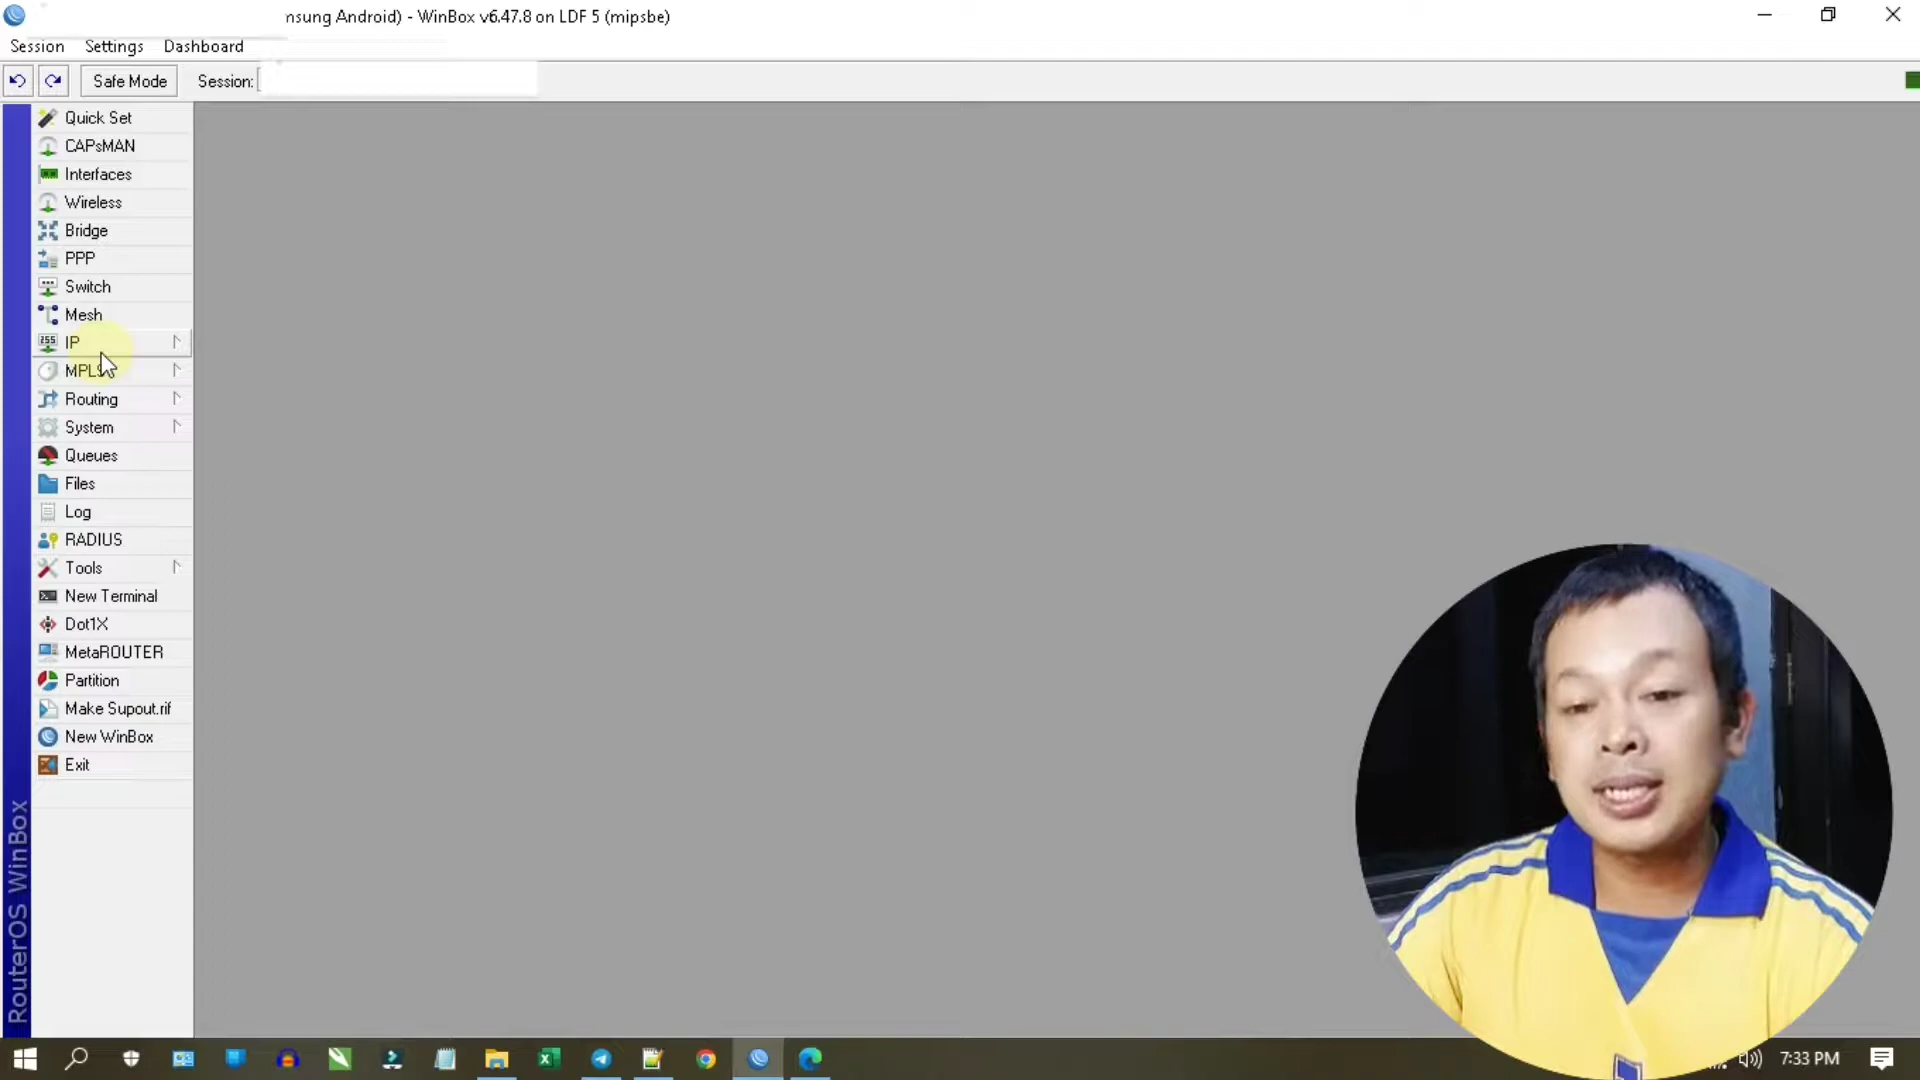 nsung Android) - WinBox v6.47.8 on LDF 5 (mipsbe)
Session Settings Dashboard
Safe Mode Session:
Quick Set
CAPsMAN
Interfaces
Wireless
Bridge
PPP
Switch
Mesh
255 IP
MPLS
Routing
System
Queues
Files
Log
RADIUS
Tools
New Terminal
Dot1X
MetaROUTER
Partition
Make Supout.rif
New WinBox
Exit
RouterOS WinBox
7:33 PM